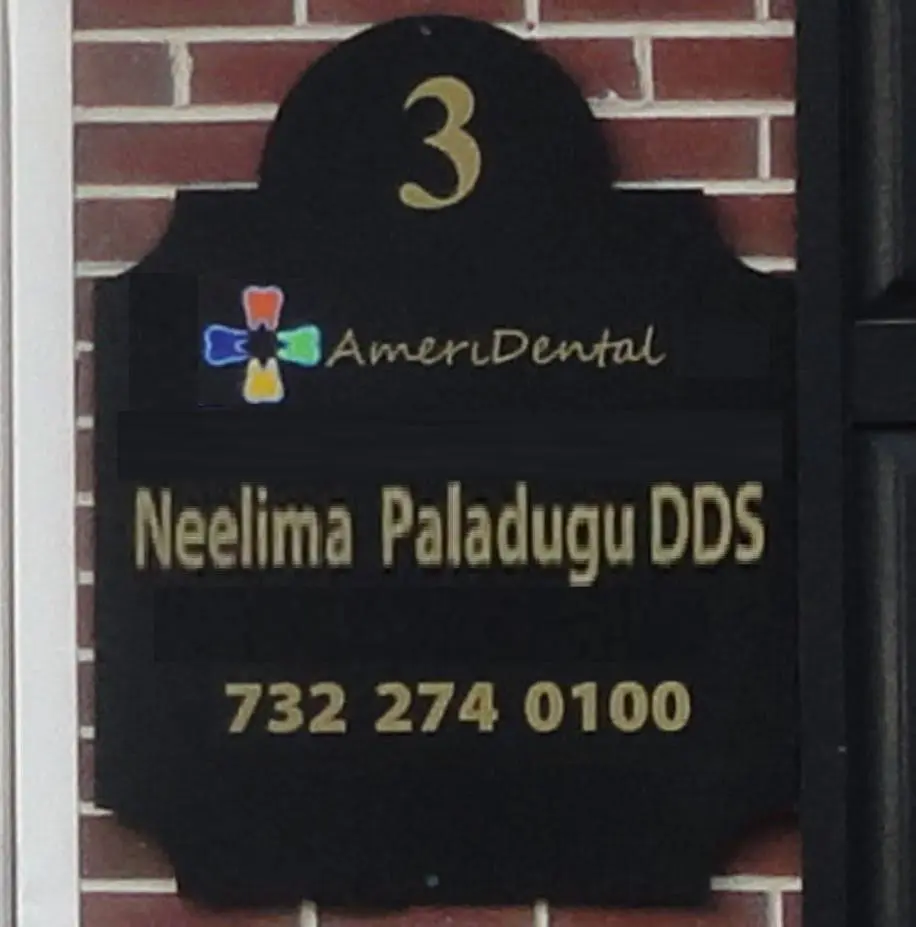 3
AmeriDental
Neelima Paladugu DDS
732 274 0100